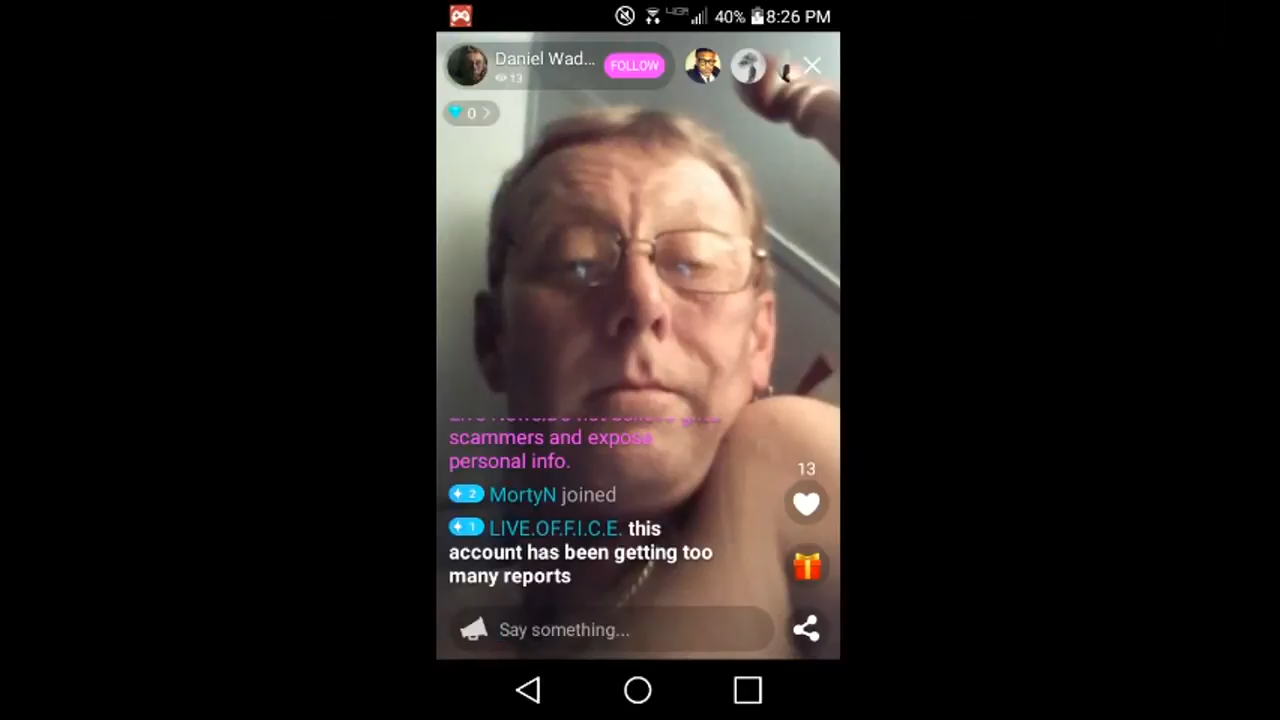 40% 8:26 PM
Daniel Wad... FOLLOW
13
0
scammers and expose
personal info.
2 MortyN joined
1 LIVE.OF.F.I.C.E. this
account has been getting too
many reports
13
Say something...